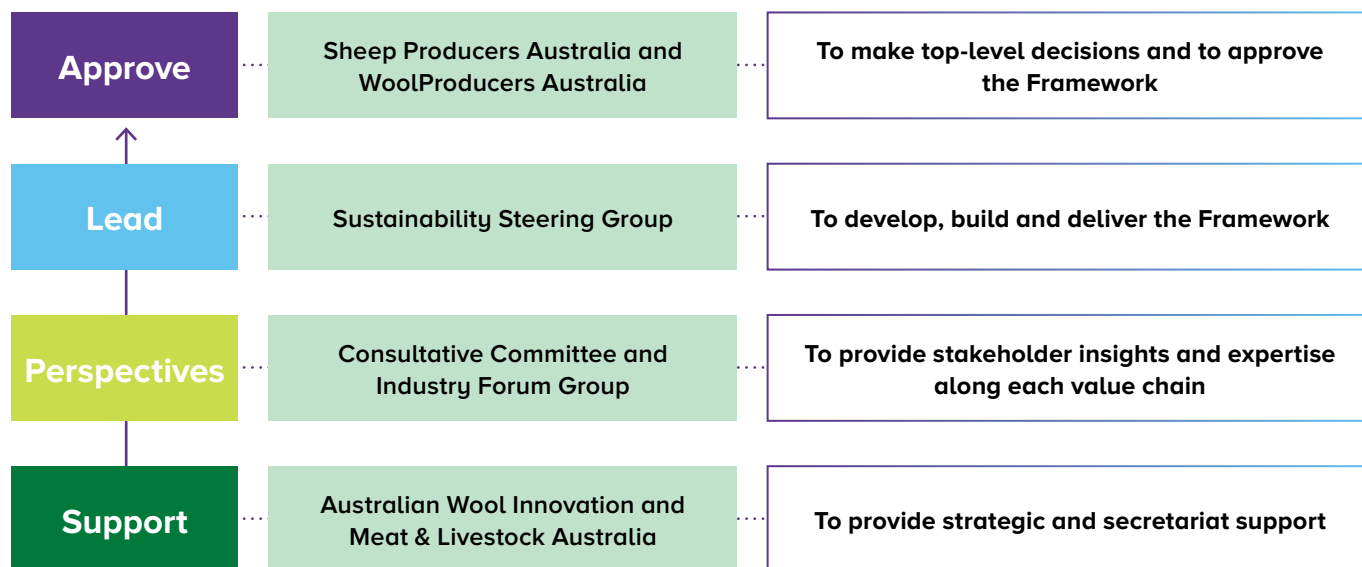 Approve
Sheep Producers Australia and
WoolProducers Australia
To make top-level decisions and to approve
the Framework
Lead
Sustainability Steering Group
To develop, build and deliver the Framework
Perspectives
Consultative Committee and
Industry Forum Group
To provide stakeholder insights and expertise
along each value chain
Support
Australian Wool Innovation and
Meat & Livestock Australia
To provide strategic and secretariat support